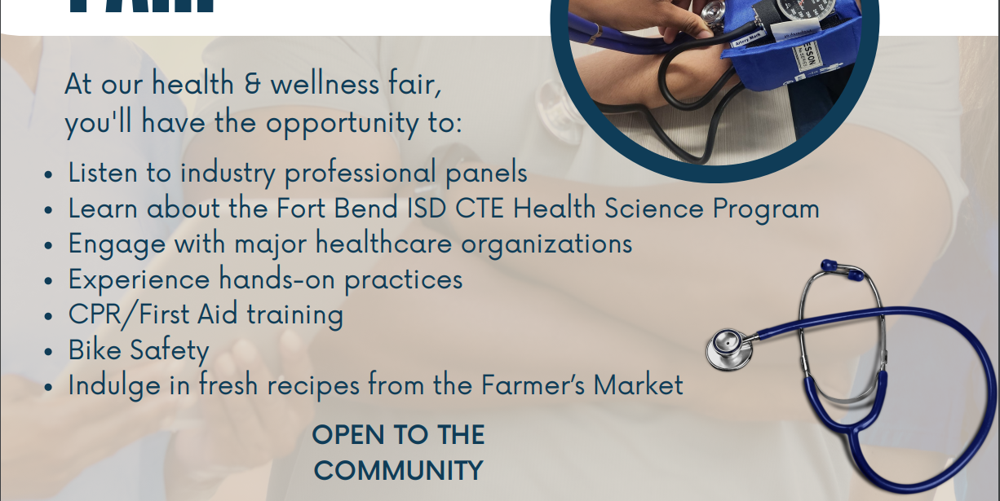 FAIR
Artery Mark
At our health & wellness fair,
you'll have the opportunity to:
• Listen to industry professional panels
• Learn about the Fort Bend ISD CTE Health Science Program
• Engage with major healthcare organizations
• Experience hands-on practices
• CPR/First Aid training
• Bike Safety
• Indulge in fresh recipes from the Farmer’s Market
OPEN TO THE
COMMUNITY